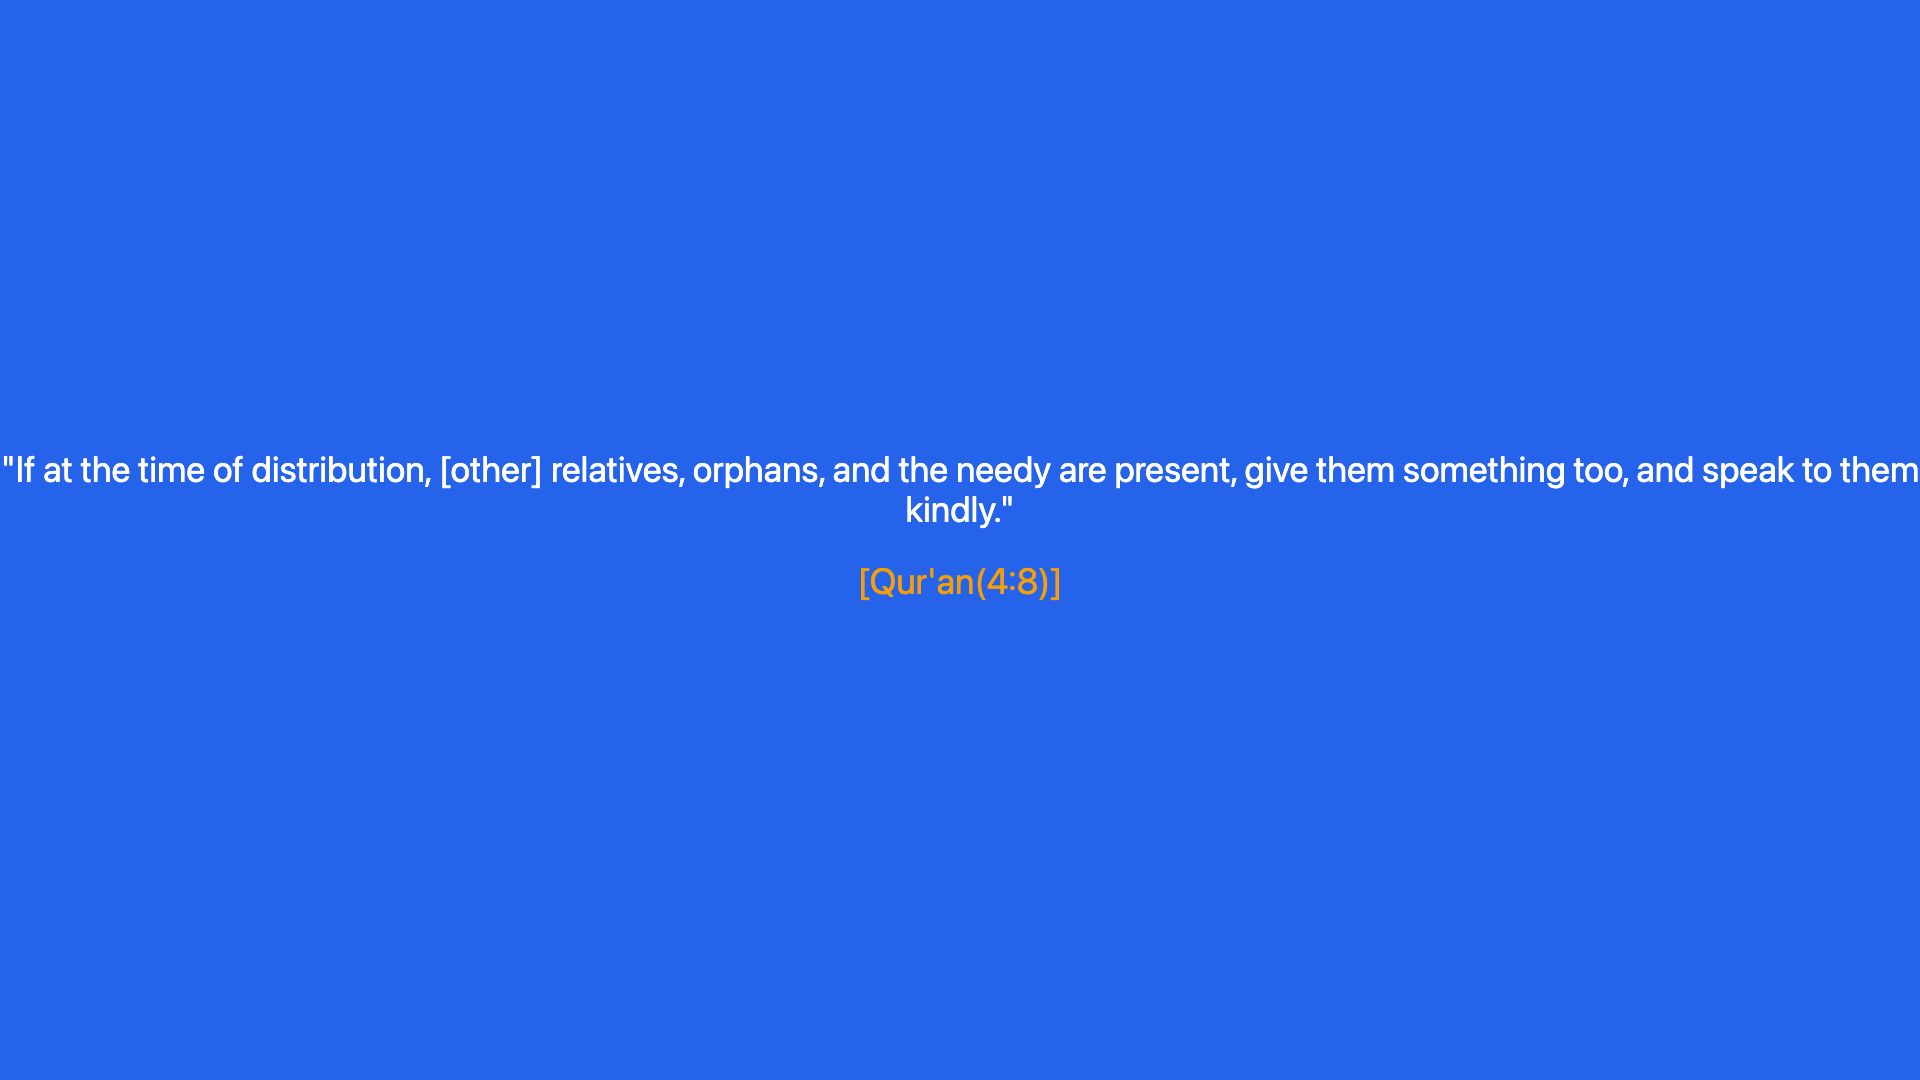 "If at the time of distribution, [other] relatives, orphans, and the needy are present, give them something too, and speak to them
kindly."
[Qur'an(4:8)]